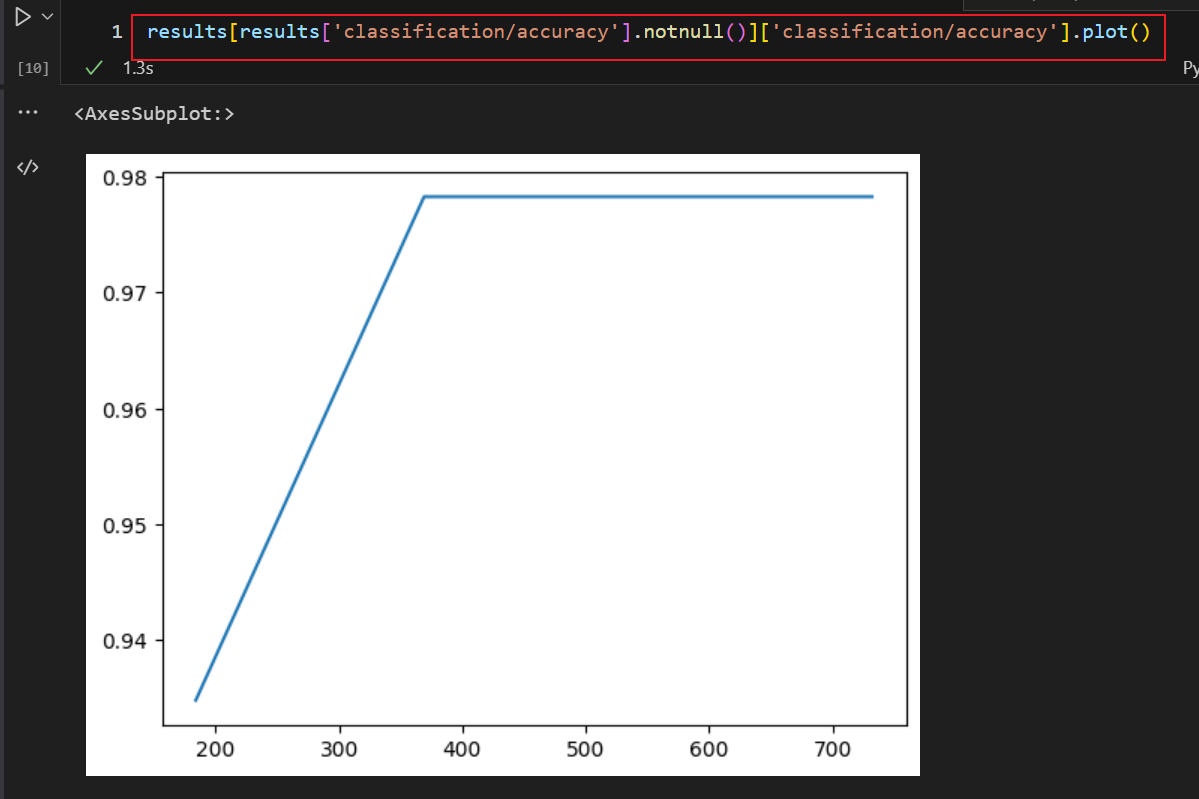 1 results[results['classification/accuracy'].notnull()]['classification/accuracy'].plot()
[10] 1.3s Py
<AxesSubplot:>
0.98
0.97
0.96
0.95
0.94
200 300 400 500 600 700